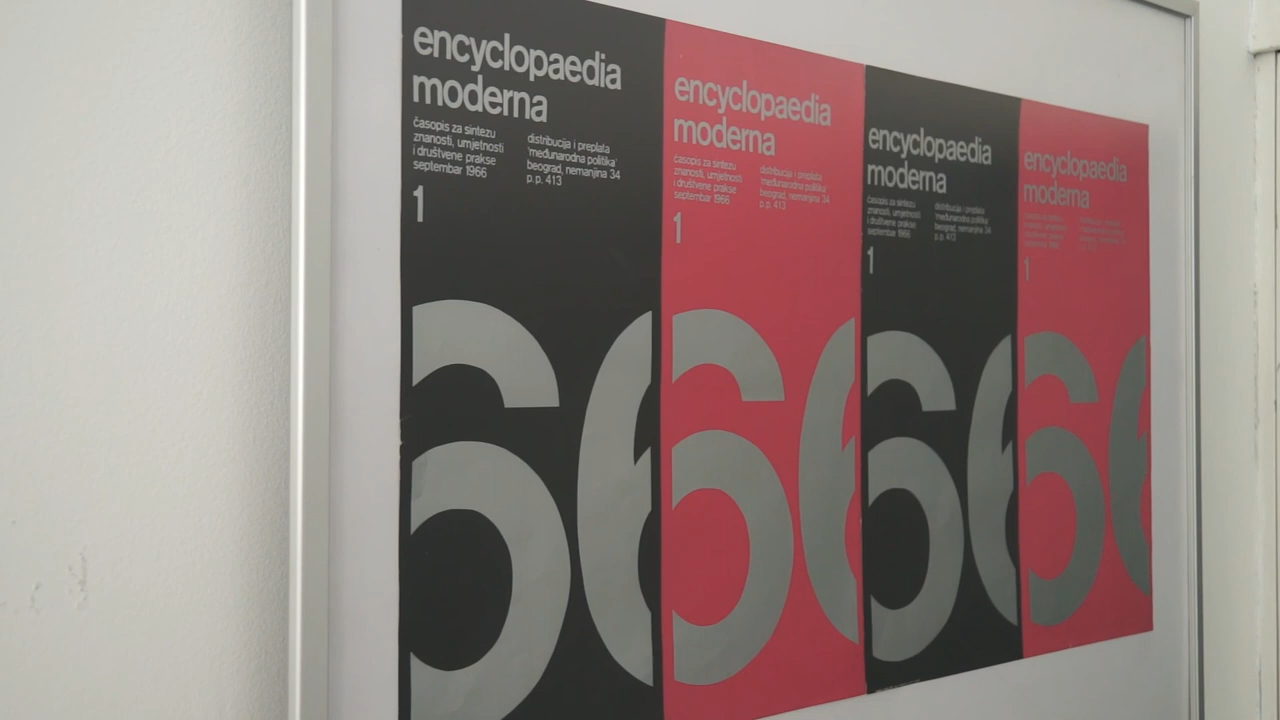 encyclopaedia
moderna
časopis za sintezu
znanosti, umjetnosti
i društvene prakse
septembar 1966
distribucija i preplata
'međunarodna politika'
beograd, nemanjina 34
p.p. 413
1
66
encyclopaedia
moderna
časopis za sintezu
znanosti, umjetnosti
i društvene prakse
septembar 1966
distribucija i preplata
'međunarodna politika'
beograd, nemanjina 34
p.p. 413
1
66
encyclopaedia
moderna
časopis za sintezu
znanosti, umjetnosti
i društvene prakse
septembar 1966
distribucija i preplata
'međunarodna politika'
beograd, nemanjina 34
p.p. 413
1
66
encyclopaedia
moderna
1
66